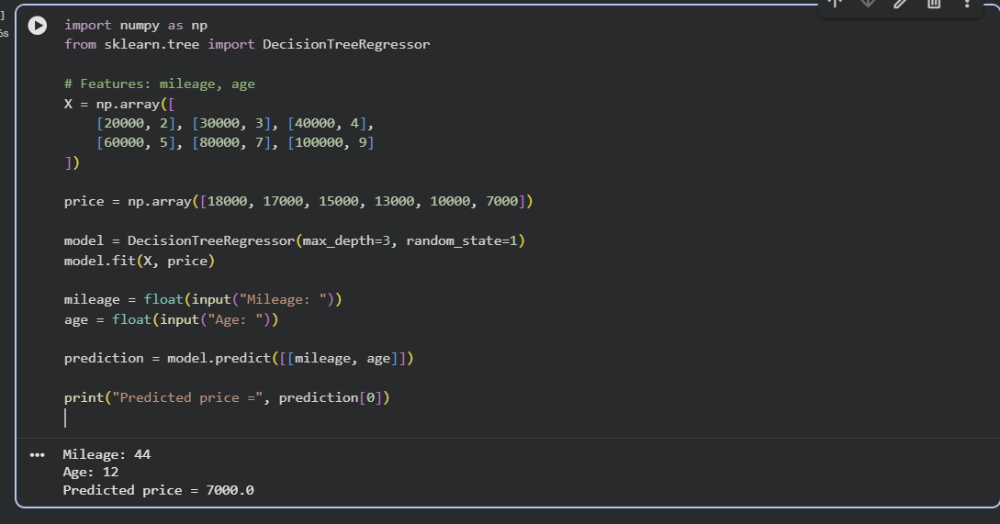 ]
6s
import numpy as np
from sklearn.tree import DecisionTreeRegressor
# Features: mileage, age
X = np.array([
    [20000, 2], [30000, 3], [40000, 4],
    [60000, 5], [80000, 7], [100000, 9]
])
price = np.array([18000, 17000, 15000, 13000, 10000, 7000])
model = DecisionTreeRegressor(max_depth=3, random_state=1)
model.fit(X, price)
mileage = float(input("Mileage: "))
age = float(input("Age: "))
prediction = model.predict([[mileage, age]])
print("Predicted price =", prediction[0])
Mileage: 44
Age: 12
Predicted price = 7000.0